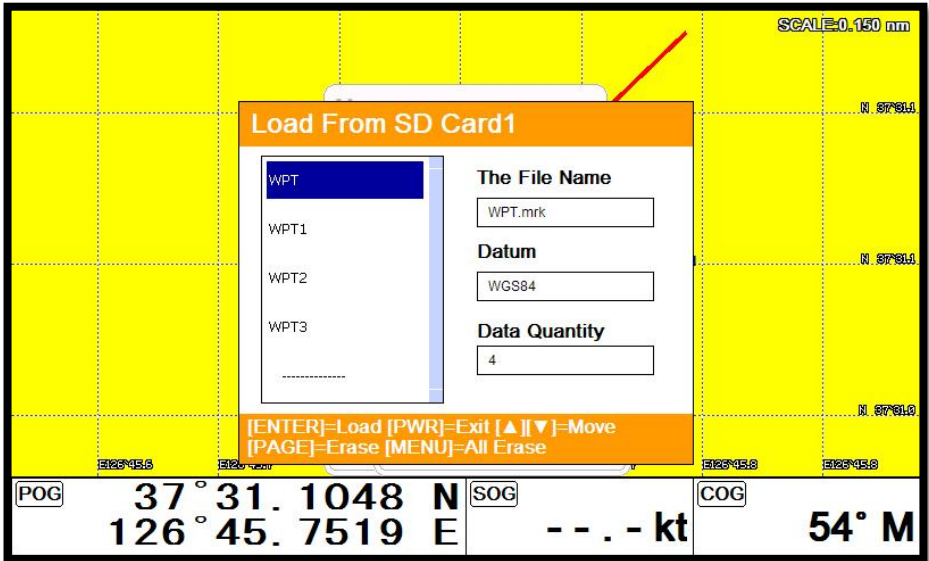 SCALE:0.150 nm
N 37°31.1
Load From SD Card1
WPT
WPT1
WPT2
WPT3
--------------
The File Name
WPT.mrk
Datum
WGS84
Data Quantity
4
N 37°31.1
N 37°31.0
[ENTER]=Load [PWR]=Exit [▲][▼]=Move
[PAGE]=Erase [MENU]=All Erase
E126°45.6
E126°45.8
E126°45.8
POG
37°31. 1048 N
126°45. 7519 E
SOG
- - . - kt
COG
54° M